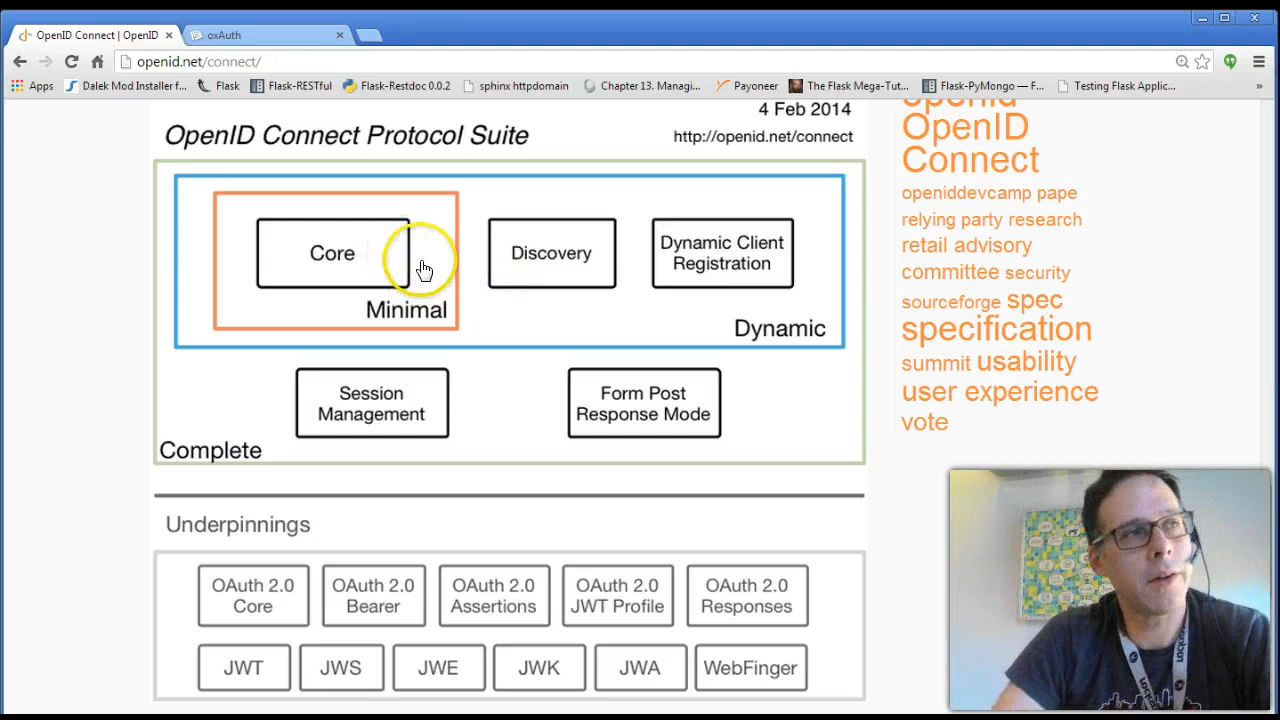 OpenID Connect | OpenID
oxAuth
openid.net/connect/
Apps
Dalek Mod Installer f...
Flask
Flask-RESTful
Flask-Restdoc 0.0.2
sphinx httpdomain
Chapter 13. Managi...
Payoneer
The Flask Mega-Tut...
Flask-PyMongo — F...
Testing Flask Applic...
»
4 Feb 2014
OpenID Connect Protocol Suite
http://openid.net/connect
Core
Minimal
Discovery
Dynamic Client
Registration
Dynamic
Session
Management
Form Post
Response Mode
Complete
Underpinnings
OAuth 2.0
Core
OAuth 2.0
Bearer
OAuth 2.0
Assertions
OAuth 2.0
JWT Profile
OAuth 2.0
Responses
JWT
JWS
JWE
JWK
JWA
WebFinger
openid
OpenID
Connect
openiddevcamp pape
relying party research
retail advisory
committee security
sourceforge spec
specification
summit usability
user experience
vote